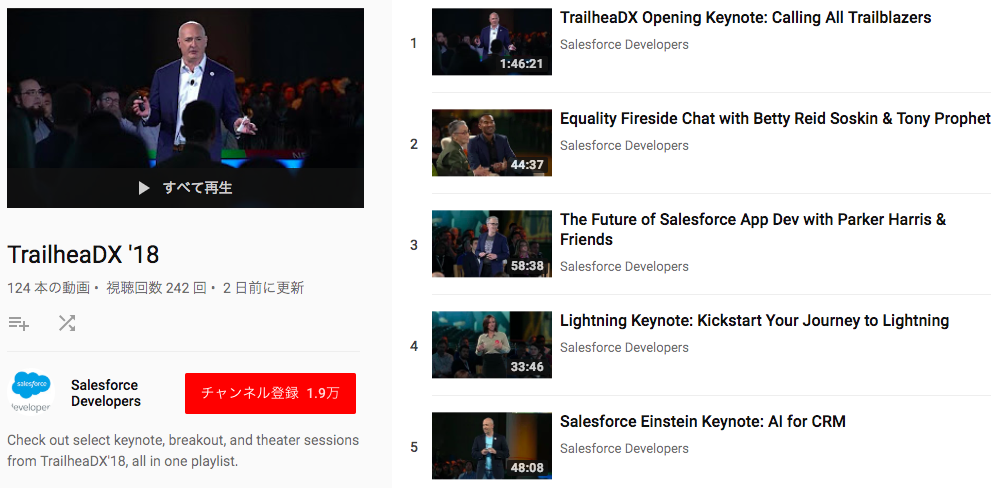 すべて再生
TrailheaDX '18
124 本の動画・ 視聴回数 242 回・ 2 日前に更新
salesforce
developer
Salesforce
Developers
チャンネル登録 1.9万
Check out select keynote, breakout, and theater sessions
from TrailheaDX'18, all in one playlist.
1
1:46:21
TrailheaDX Opening Keynote: Calling All Trailblazers
Salesforce Developers
2
44:37
Equality Fireside Chat with Betty Reid Soskin & Tony Prophet
Salesforce Developers
3
58:38
The Future of Salesforce App Dev with Parker Harris &
Friends
Salesforce Developers
4
33:46
Lightning Keynote: Kickstart Your Journey to Lightning
Salesforce Developers
5
48:08
Salesforce Einstein Keynote: AI for CRM
Salesforce Developers